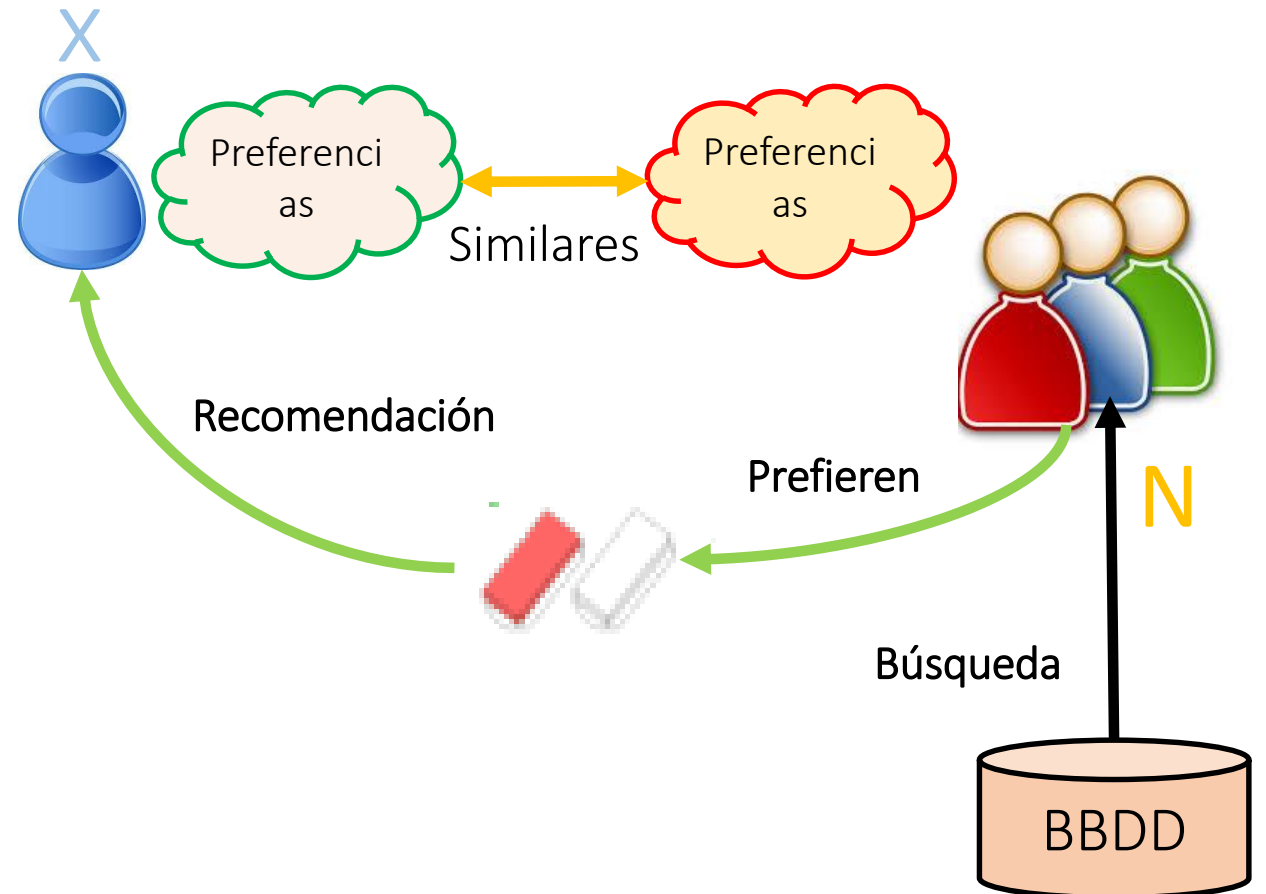 X
Preferenci
as
Preferenci
as
Similares
Recomendación
Prefieren
N
Búsqueda
BBDD